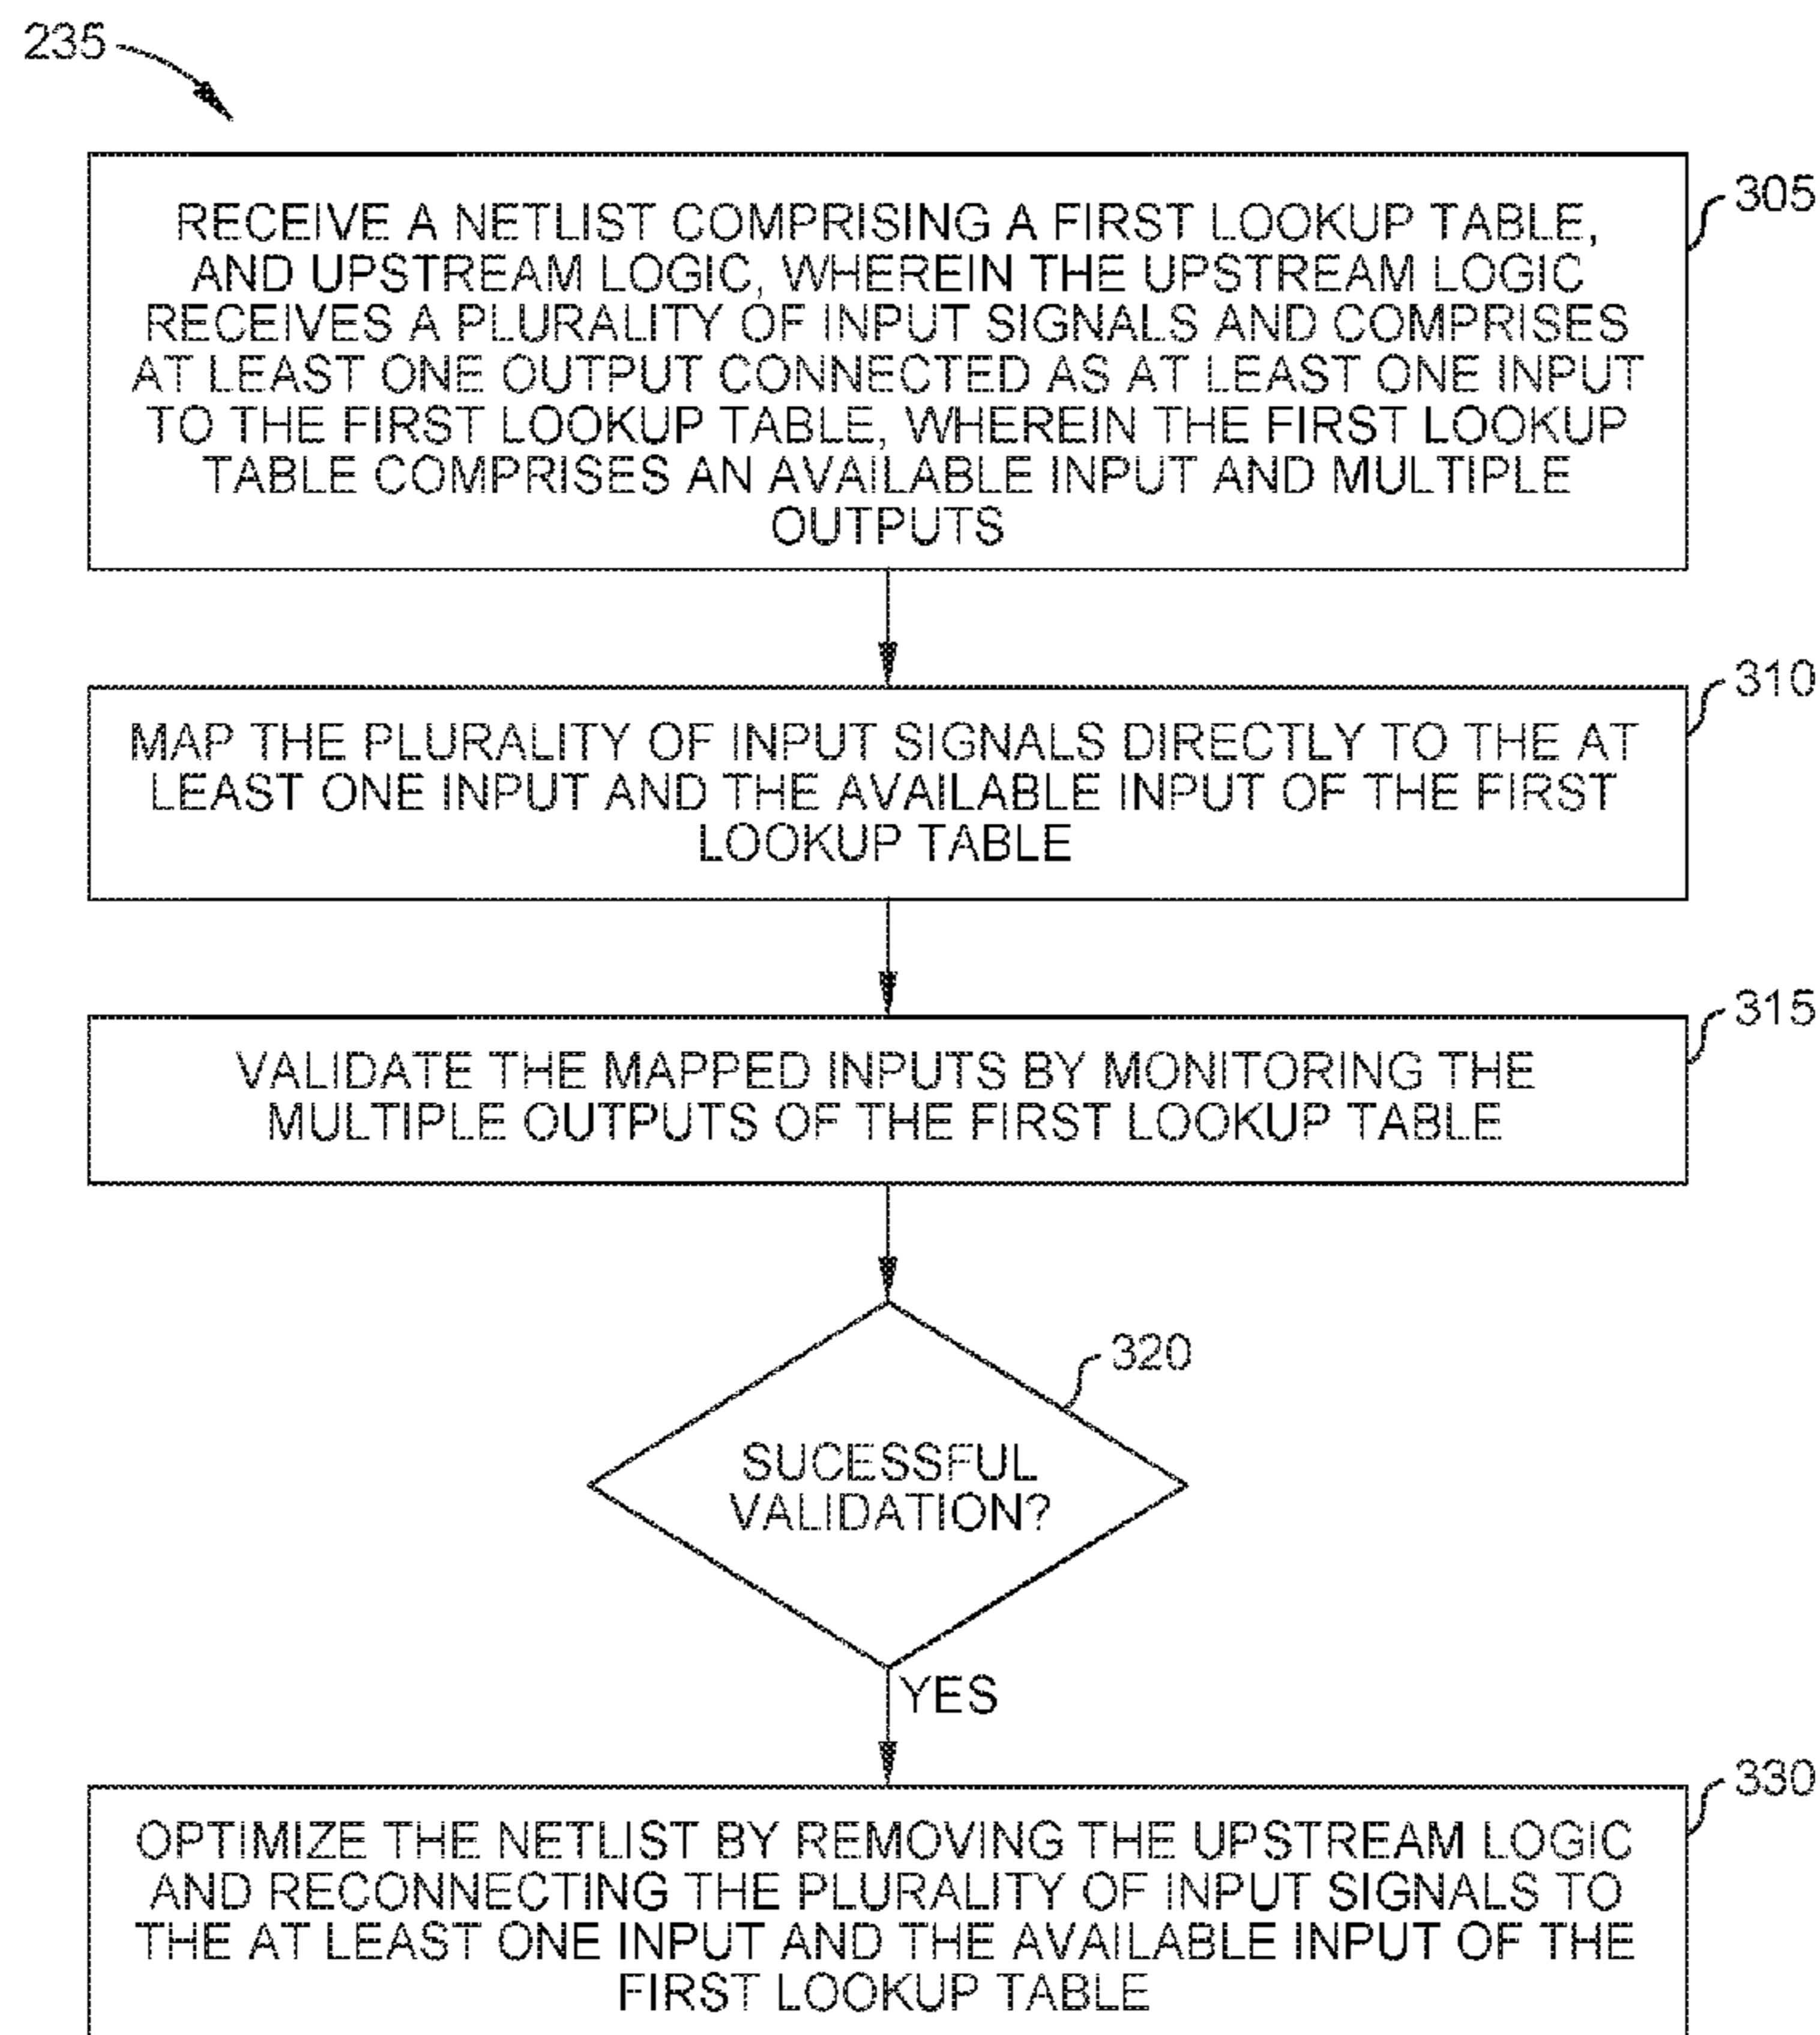 235
305
RECEIVE A NETLIST COMPRISING A FIRST LOOKUP TABLE,
AND UPSTREAM LOGIC, WHEREIN THE UPSTREAM LOGIC
RECEIVES A PLURALITY OF INPUT SIGNALS AND COMPRISES
AT LEAST ONE OUTPUT CONNECTED AS AT LEAST ONE INPUT
TO THE FIRST LOOKUP TABLE, WHEREIN THE FIRST LOOKUP
TABLE COMPRISES AN AVAILABLE INPUT AND MULTIPLE
OUTPUTS
310
MAP THE PLURALITY OF INPUT SIGNALS DIRECTLY TO THE AT
LEAST ONE INPUT AND THE AVAILABLE INPUT OF THE FIRST
LOOKUP TABLE
315
VALIDATE THE MAPPED INPUTS BY MONITORING THE
MULTIPLE OUTPUTS OF THE FIRST LOOKUP TABLE
320
SUCESSFUL
VALIDATION?
YES
330
OPTIMIZE THE NETLIST BY REMOVING THE UPSTREAM LOGIC
AND RECONNECTING THE PLURALITY OF INPUT SIGNALS TO
THE AT LEAST ONE INPUT AND THE AVAILABLE INPUT OF THE
FIRST LOOKUP TABLE